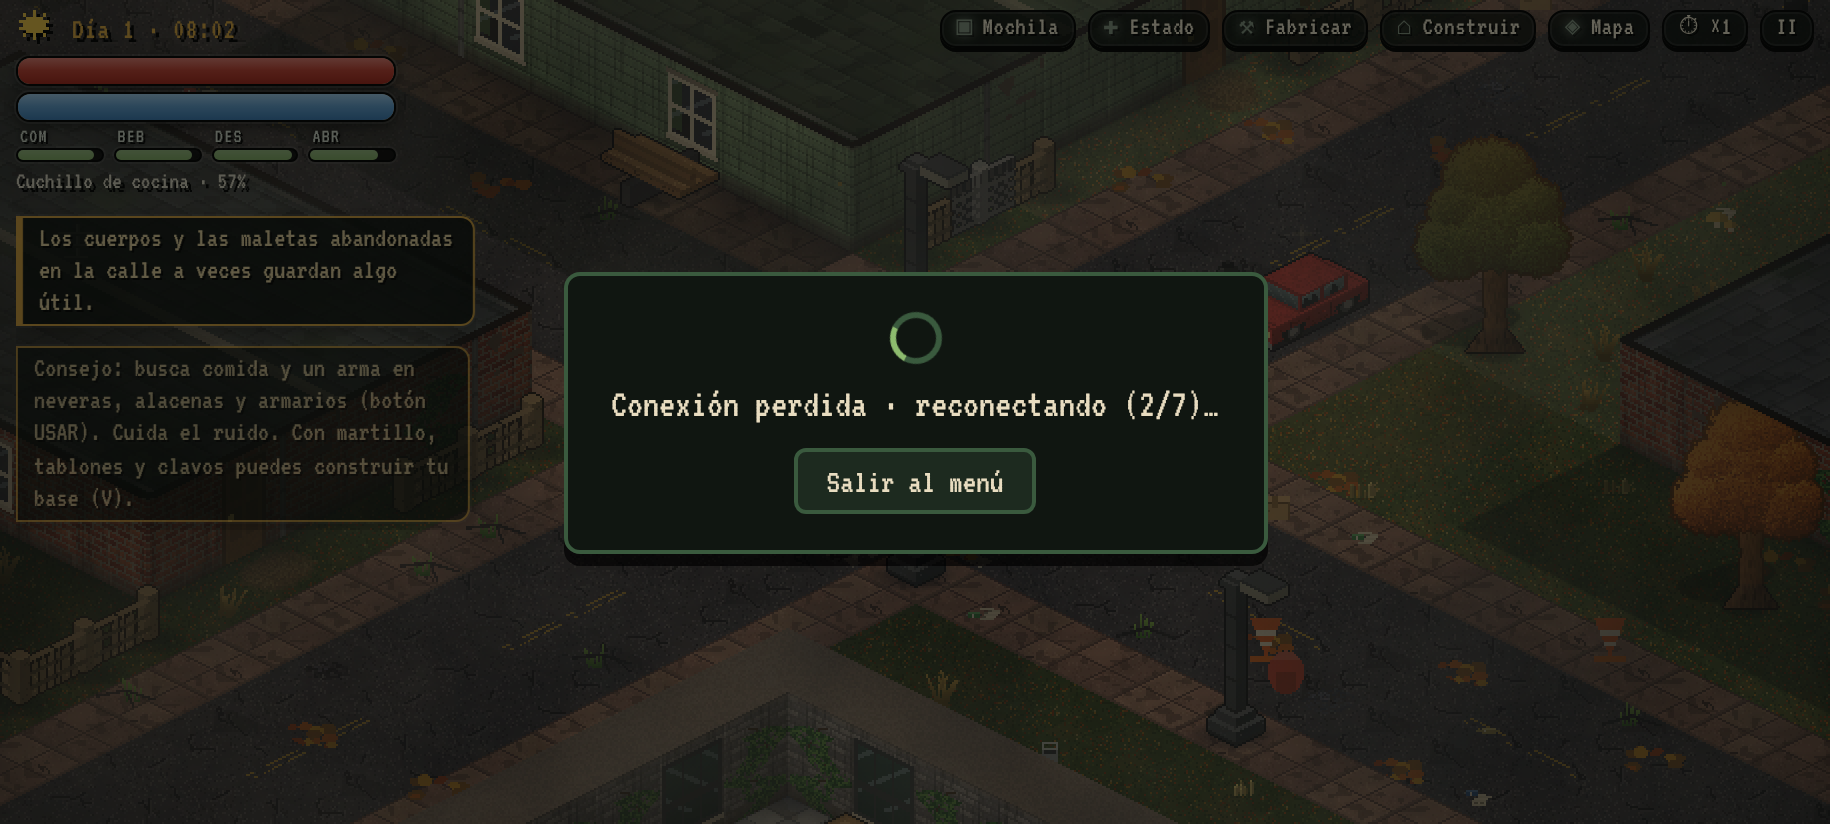 Día 1 · 08:02
Mochila
Estado
Fabricar
Construir
Mapa
X1
II
COM BEB DES ABR
Cuchillo de cocina · 57%
Los cuerpos y las maletas abandonadas
en la calle a veces guardan algo
útil.
Consejo: busca comida y un arma en
neveras, alacenas y armarios (botón
USAR). Cuida el ruido. Con martillo,
tablones y clavos puedes construir tu
base (V).
Conexión perdida · reconectando (2/7)…
Salir al menú